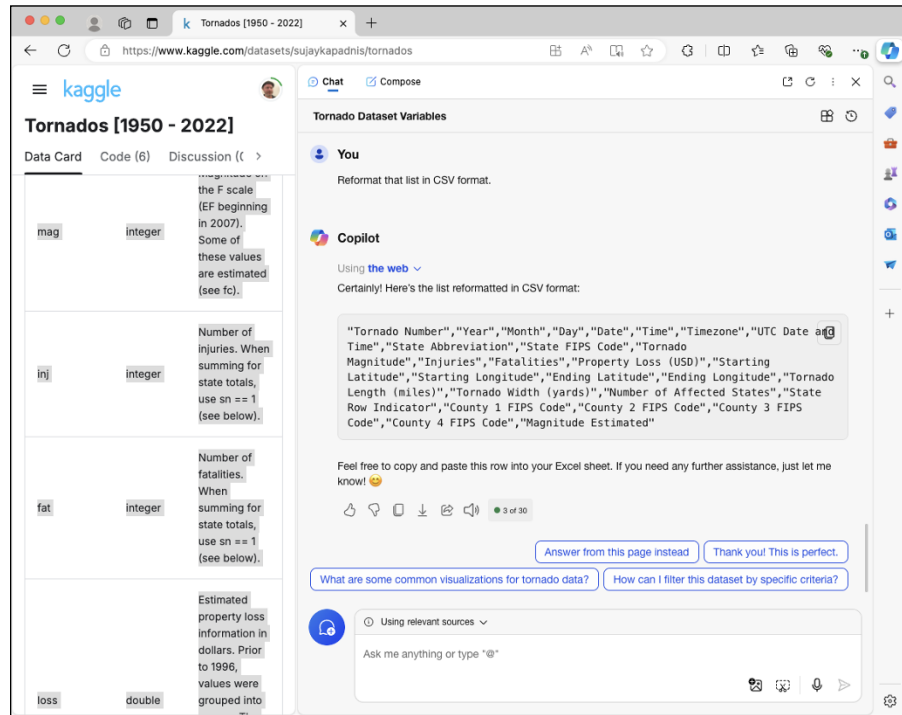 Tornados [1950 - 2022]
https://www.kaggle.com/datasets/sujaykapadnis/tornados
kaggle
Tornados [1950 - 2022]
Data Card Code (6) Discussion ((
the F scale
(EF beginning
in 2007).
mag integer Some of
these values
are estimated
(see fc).
Number of
injuries. When
inj integer summing for
state totals,
use sn == 1
(see below).
Number of
fatalities.
When
fat integer summing for
state totals,
use sn == 1
(see below).
Estimated
property loss
information in
dollars. Prior
to 1996,
values were
loss double grouped into
Chat Compose
Tornado Dataset Variables
You
Reformat that list in CSV format.
Copilot
Using the web
Certainly! Here's the list reformatted in CSV format:
"Tornado Number","Year","Month","Day","Date","Time","Timezone","UTC Date and
Time","State Abbreviation","State FIPS Code","Tornado
Magnitude","Injuries","Fatalities","Property Loss (USD)","Starting
Latitude","Starting Longitude","Ending Latitude","Ending Longitude","Tornado
Length (miles)","Tornado Width (yards)","Number of Affected States","State
Row Indicator","County 1 FIPS Code","County 2 FIPS Code","County 3 FIPS
Code","County 4 FIPS Code","Magnitude Estimated"
Feel free to copy and paste this row into your Excel sheet. If you need any further assistance, just let me
know! 😊
3 of 30
Answer from this page instead Thank you! This is perfect.
What are some common visualizations for tornado data? How can I filter this dataset by specific criteria?
Using relevant sources
Ask me anything or type "@"